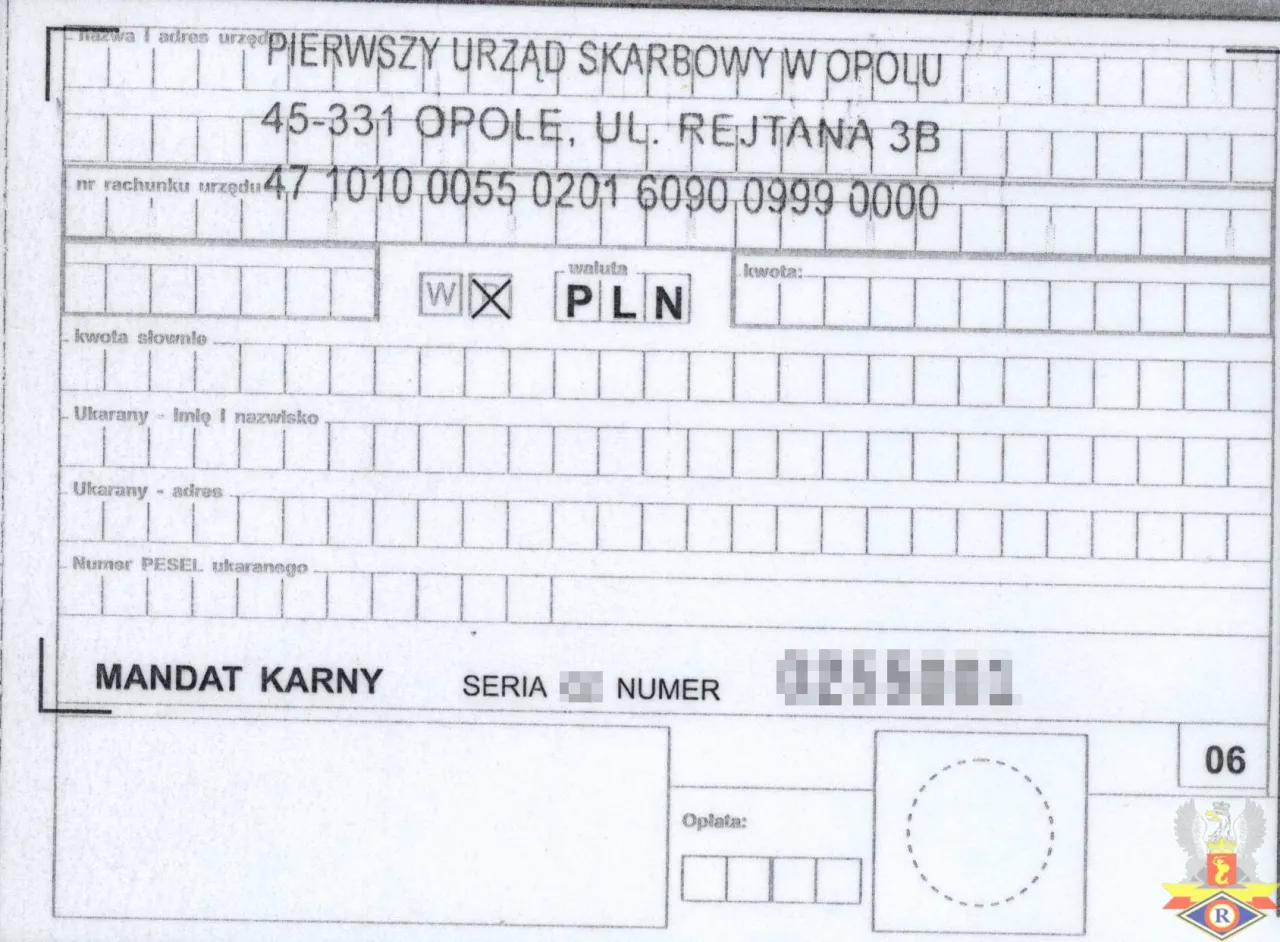 nazwa i adres urzędu PIERWSZY URZĄD SKARBOWY W OPOLU
45-331 OPOLE, UL. REJTANA 3B
nr rachunku urzędu 47 1010 0055 0201 6090 0999 0000
W waluta PLN kwota:
kwota słownie
Ukarany - imię i nazwisko
Ukarany - adres
Numer PESEL ukaranego
MANDAT KARNY SERIA NUMER
06
Opłata:
R